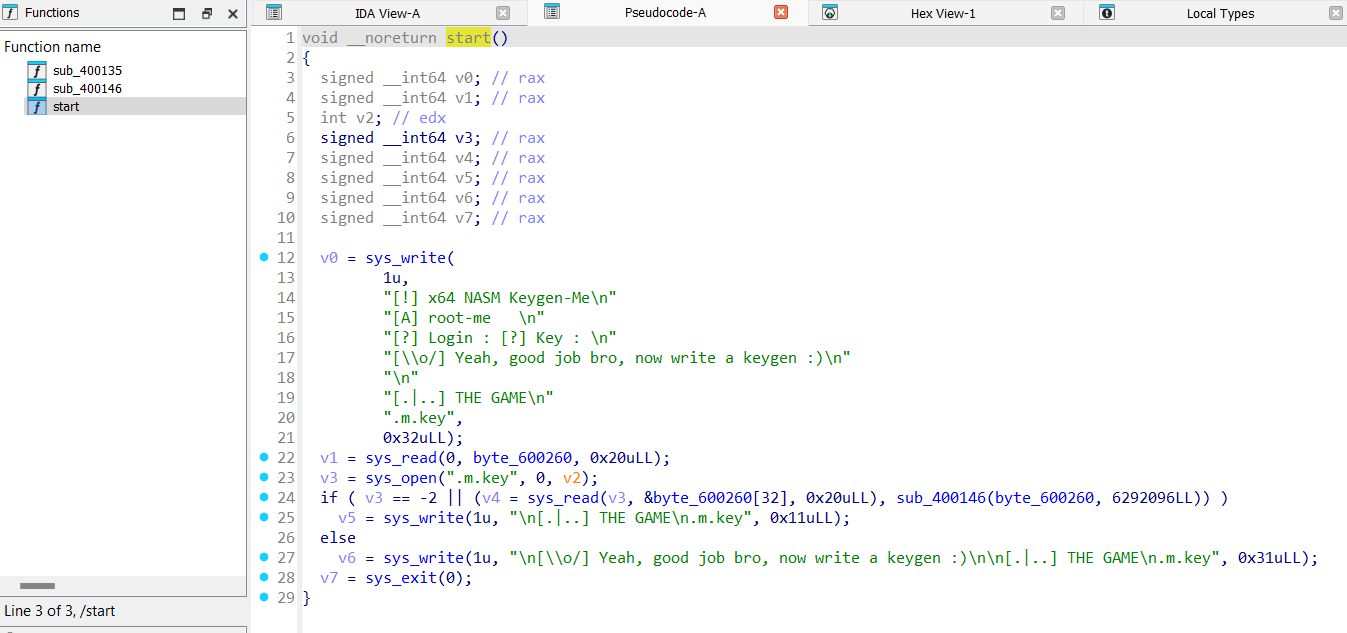 Functions
Function name
sub_400135
sub_400146
start
Line 3 of 3, /start
IDA View-A
Pseudocode-A
Hex View-1
Local Types
1 void __noreturn start()
2 {
3 signed __int64 v0; // rax
4 signed __int64 v1; // rax
5 int v2; // edx
6 signed __int64 v3; // rax
7 signed __int64 v4; // rax
8 signed __int64 v5; // rax
9 signed __int64 v6; // rax
10 signed __int64 v7; // rax
11
12 v0 = sys_write(
13 1u,
14 "[!] x64 NASM Keygen-Me\n"
15 "[A] root-me   \n"
16 "[?] Login : [?] Key : \n"
17 "[\\o/] Yeah, good job bro, now write a keygen :)\n"
18 "\n"
19 "[.|..] THE GAME\n"
20 ".m.key",
21 0x32uLL);
22 v1 = sys_read(0, byte_600260, 0x20uLL);
23 v3 = sys_open(".m.key", 0, v2);
24 if ( v3 == -2 || (v4 = sys_read(v3, &byte_600260[32], 0x20uLL), sub_400146(byte_600260, 6292096LL)) )
25 v5 = sys_write(1u, "\n[.|..] THE GAME\n.m.key", 0x11uLL);
26 else
27 v6 = sys_write(1u, "\n[\\o/] Yeah, good job bro, now write a keygen :)\n\n[.|..] THE GAME\n.m.key", 0x31uLL);
28 v7 = sys_exit(0);
29 }